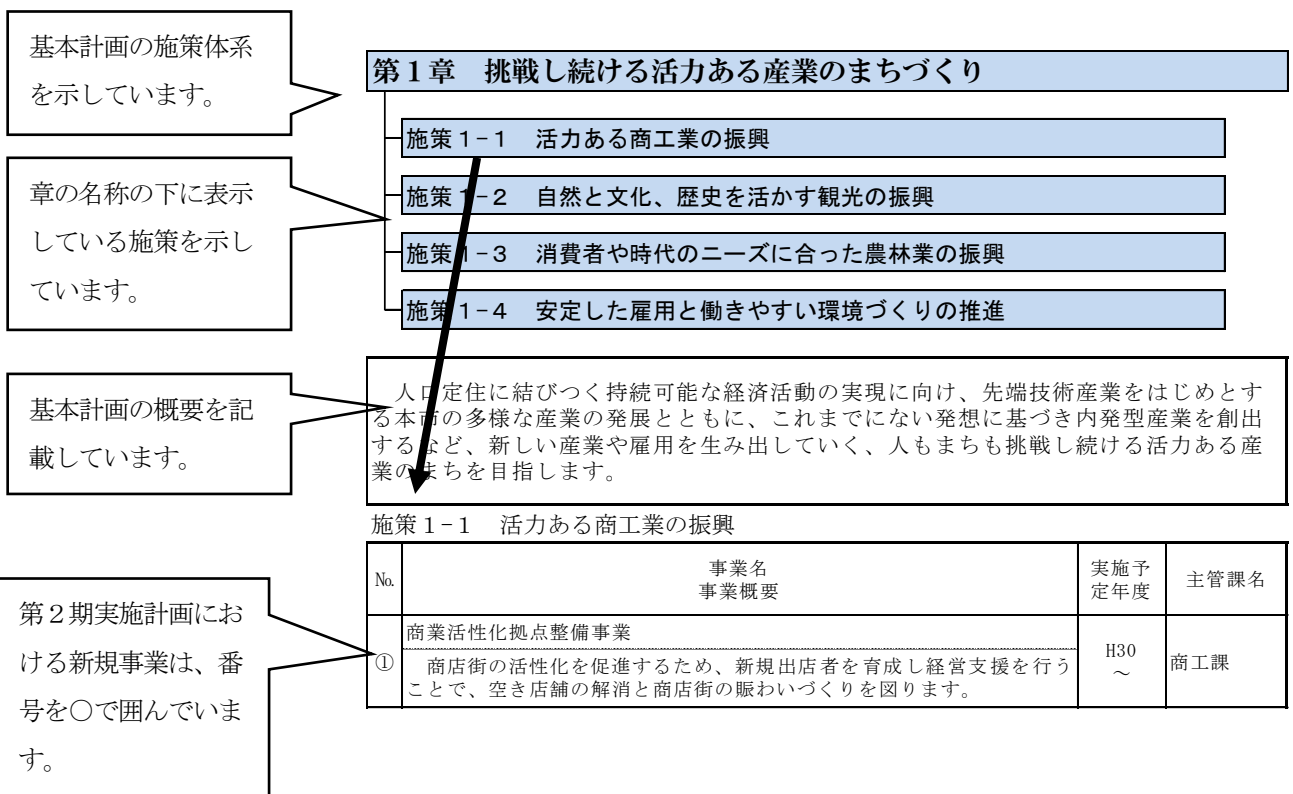 基本計画の施策体系
を示しています。
第１章　挑戦し続ける活力ある産業のまちづくり
施策１-１　活力ある商工業の振興
章の名称の下に表示
している施策を示し
ています。
施策１-２　自然と文化、歴史を活かす観光の振興
施策１-３　消費者や時代のニーズに合った農林業の振興
施策１-４　安定した雇用と働きやすい環境づくりの推進
基本計画の概要を記
載しています。
人口定住に結びつく持続可能な経済活動の実現に向け、先端技術産業をはじめとす
る本市の多様な産業の発展とともに、これまでにない発想に基づき内発型産業を創出
するなど、新しい産業や雇用を生み出していく、人もまちも挑戦し続ける活力ある産
業のまちを目指します。
施策１-１　活力ある商工業の振興
№
事業名
事業概要
実施予
定年度
主管課名
第２期実施計画にお
ける新規事業は、番
号を○で囲んでいま
す。
①
商業活性化拠点整備事業
商店街の活性化を促進するため、新規出店者を育成し経営支援を行う
ことで、空き店舗の解消と商店街の賑わいづくりを図ります。
H30
～
商工課